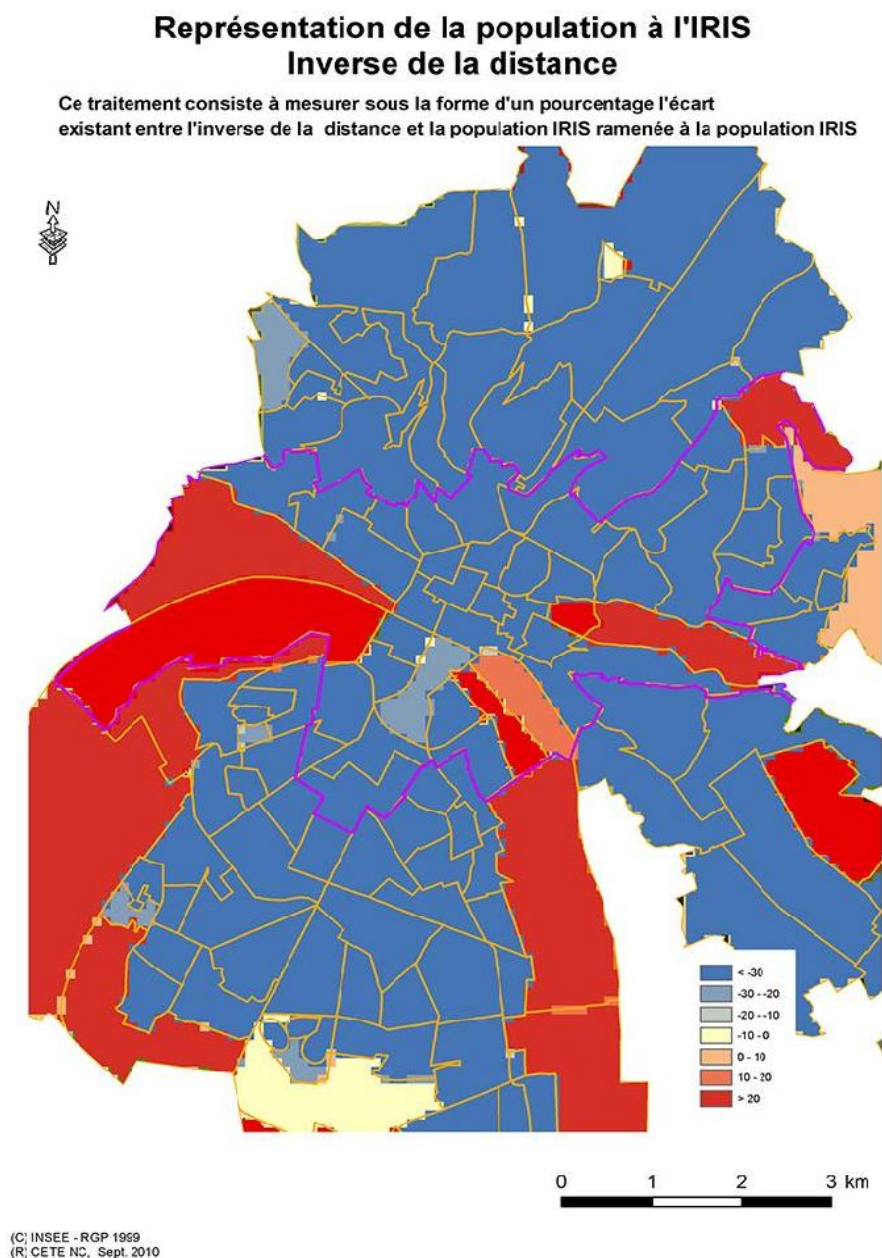 Représentation de la population à l'IRIS
Inverse de la distance
Ce traitement consiste à mesurer sous la forme d'un pourcentage l'écart
existant entre l'inverse de la distance et la population IRIS ramenée à la population IRIS
N
< -30
-30 - -20
-20 - -10
-10 - 0
0 - 10
10 - 20
> 20
0 1 2 3 km
(C) INSEE - RGP 1999
(R) CETE NC, Sept. 2010